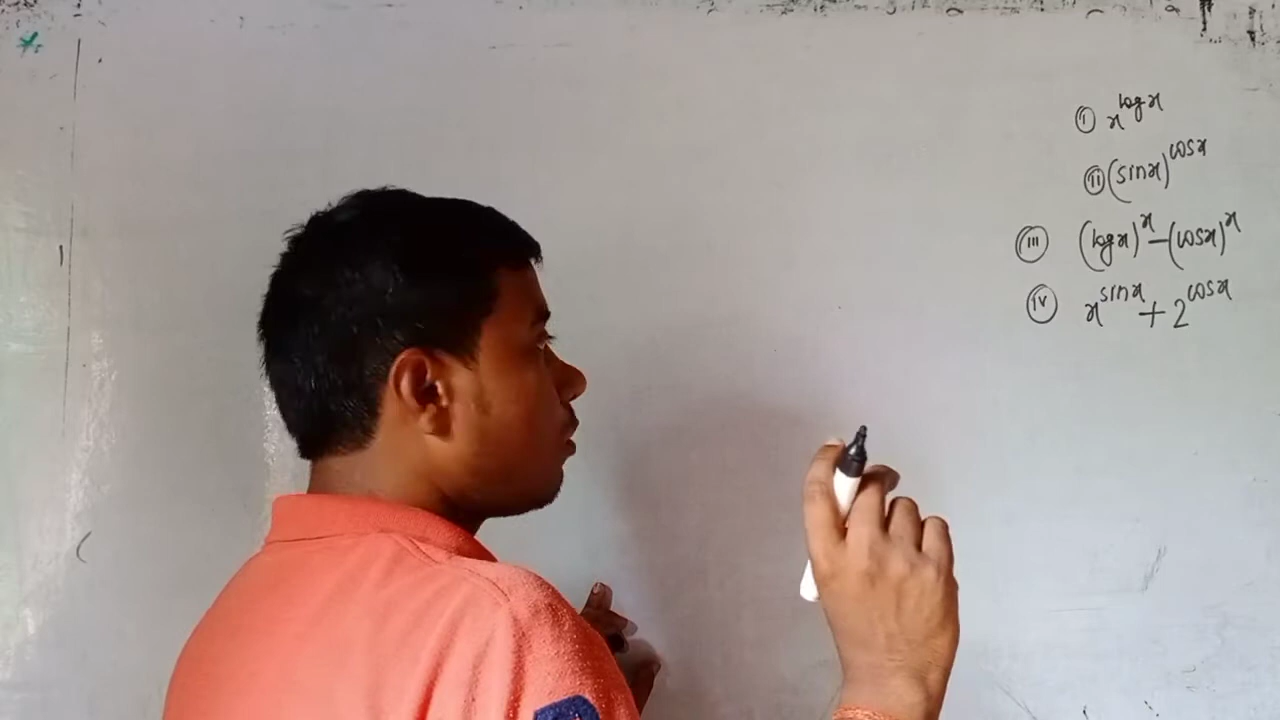 (i) x^log x
(ii) (sin x)^cos x
(iii) (log x)^x - (cos x)^x
(iv) x^sin x + 2^cos x